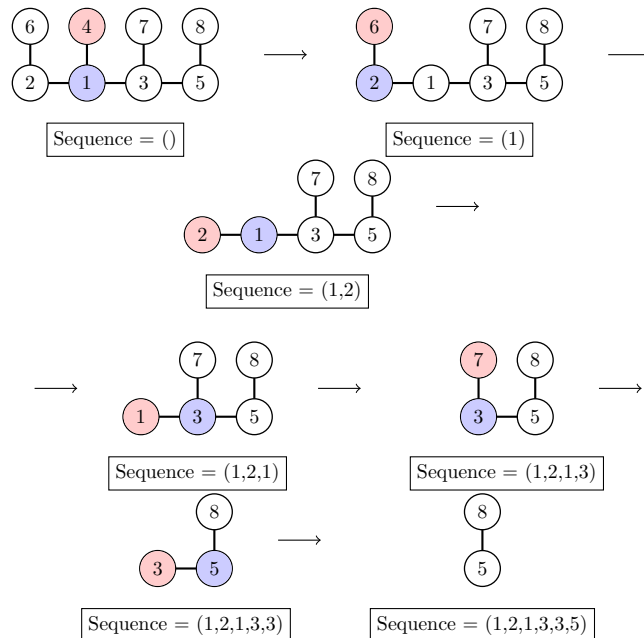 6 4 7 8
2 1 3 5
Sequence = ()
6 7 8
2 1 3 5
Sequence = (1)
7 8
2 1 3 5
Sequence = (1,2)
7 8
1 3 5
Sequence = (1,2,1)
7 8
3 5
Sequence = (1,2,1,3)
8
3 5
Sequence = (1,2,1,3,3)
8
5
Sequence = (1,2,1,3,3,5)